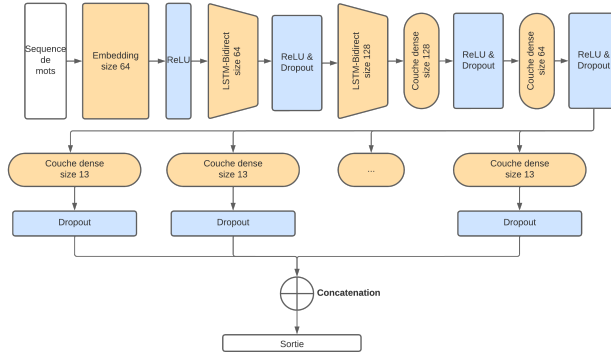 Sequence
de
mots
Embedding
size 64
ReLU
LSTM-Bidirect
size 64
ReLU &
Dropout
LSTM-Bidirect
size 128
Couche dense
size 128
ReLU &
Dropout
Couche dense
size 64
ReLU &
Dropout
Couche dense
size 13
Couche dense
size 13
...
Couche dense
size 13
Dropout
Dropout
Dropout
Concatenation
Sortie